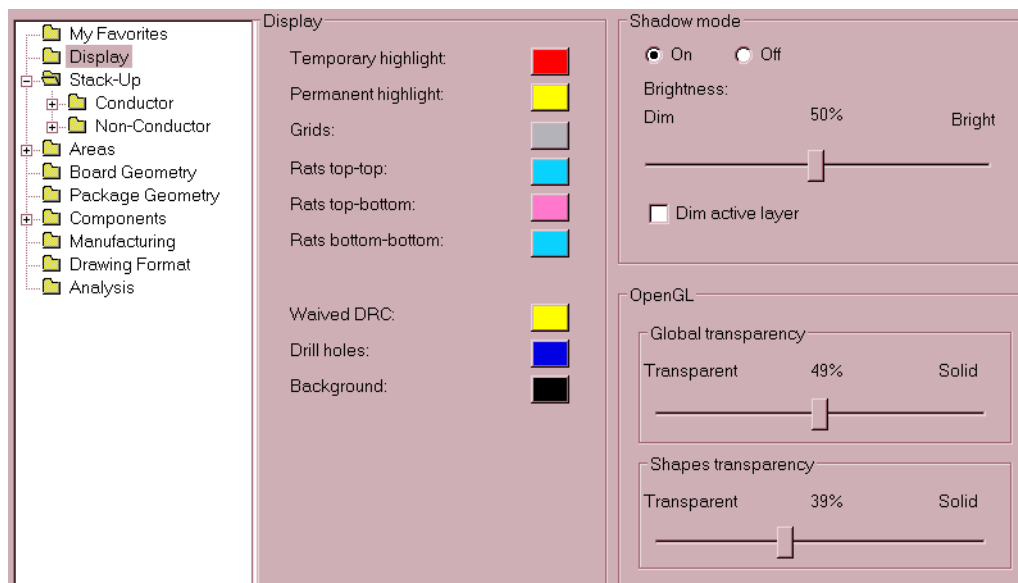 My Favorites
Display
Stack-Up
Conductor
Non-Conductor
Areas
Board Geometry
Package Geometry
Components
Manufacturing
Drawing Format
Analysis
Display
Temporary highlight:
Permanent highlight:
Grids:
Rats top-top:
Rats top-bottom:
Rats bottom-bottom:
Waived DRC:
Drill holes:
Background:
Shadow mode
On Off
Brightness:
Dim 50% Bright
Dim active layer
OpenGL
Global transparency
Transparent 49% Solid
Shapes transparency
Transparent 39% Solid